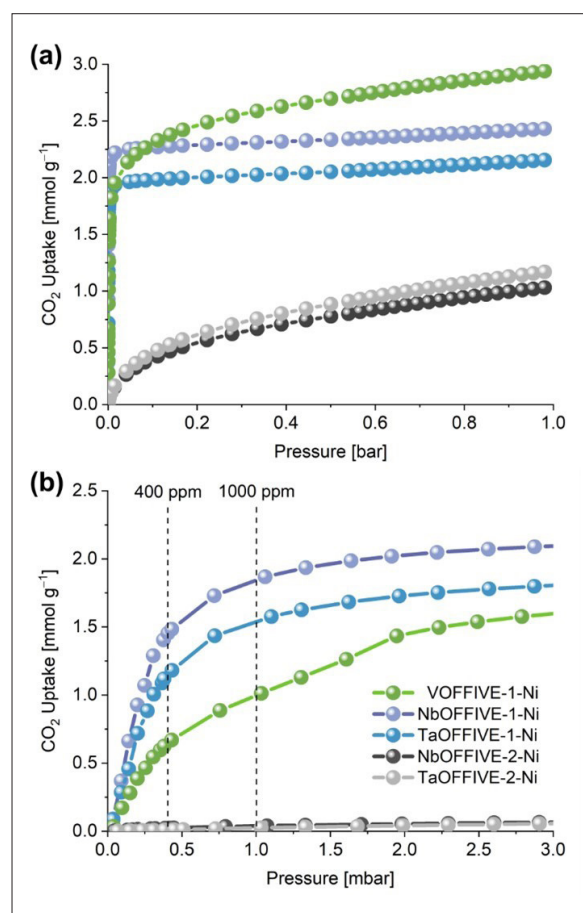 (a)
3.0
2.5
2.0
1.5
1.0
0.5
0.0
CO₂ Uptake [mmol g⁻¹]
0.0 0.2 0.4 0.6 0.8 1.0
Pressure [bar]
(b)
400 ppm 1000 ppm
2.5
2.0
1.5
1.0
0.5
0.0
CO₂ Uptake [mmol g⁻¹]
VOFFIVE-1-Ni
NbOFFIVE-1-Ni
TaOFFIVE-1-Ni
NbOFFIVE-2-Ni
TaOFFIVE-2-Ni
0.0 0.5 1.0 1.5 2.0 2.5 3.0
Pressure [mbar]